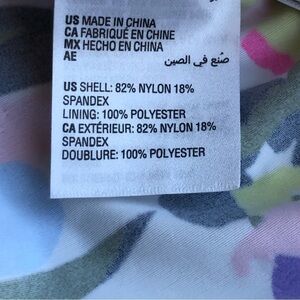 US MADE IN CHINA
CA FABRIQUÉ EN CHINE
MX HECHO EN CHINA
AE صنع في الصين
US SHELL: 82% NYLON 18%
SPANDEX
LINING: 100% POLYESTER
CA EXTÉRIEUR: 82% NYLON 18%
SPANDEX
DOUBLURE: 100% POLYESTER